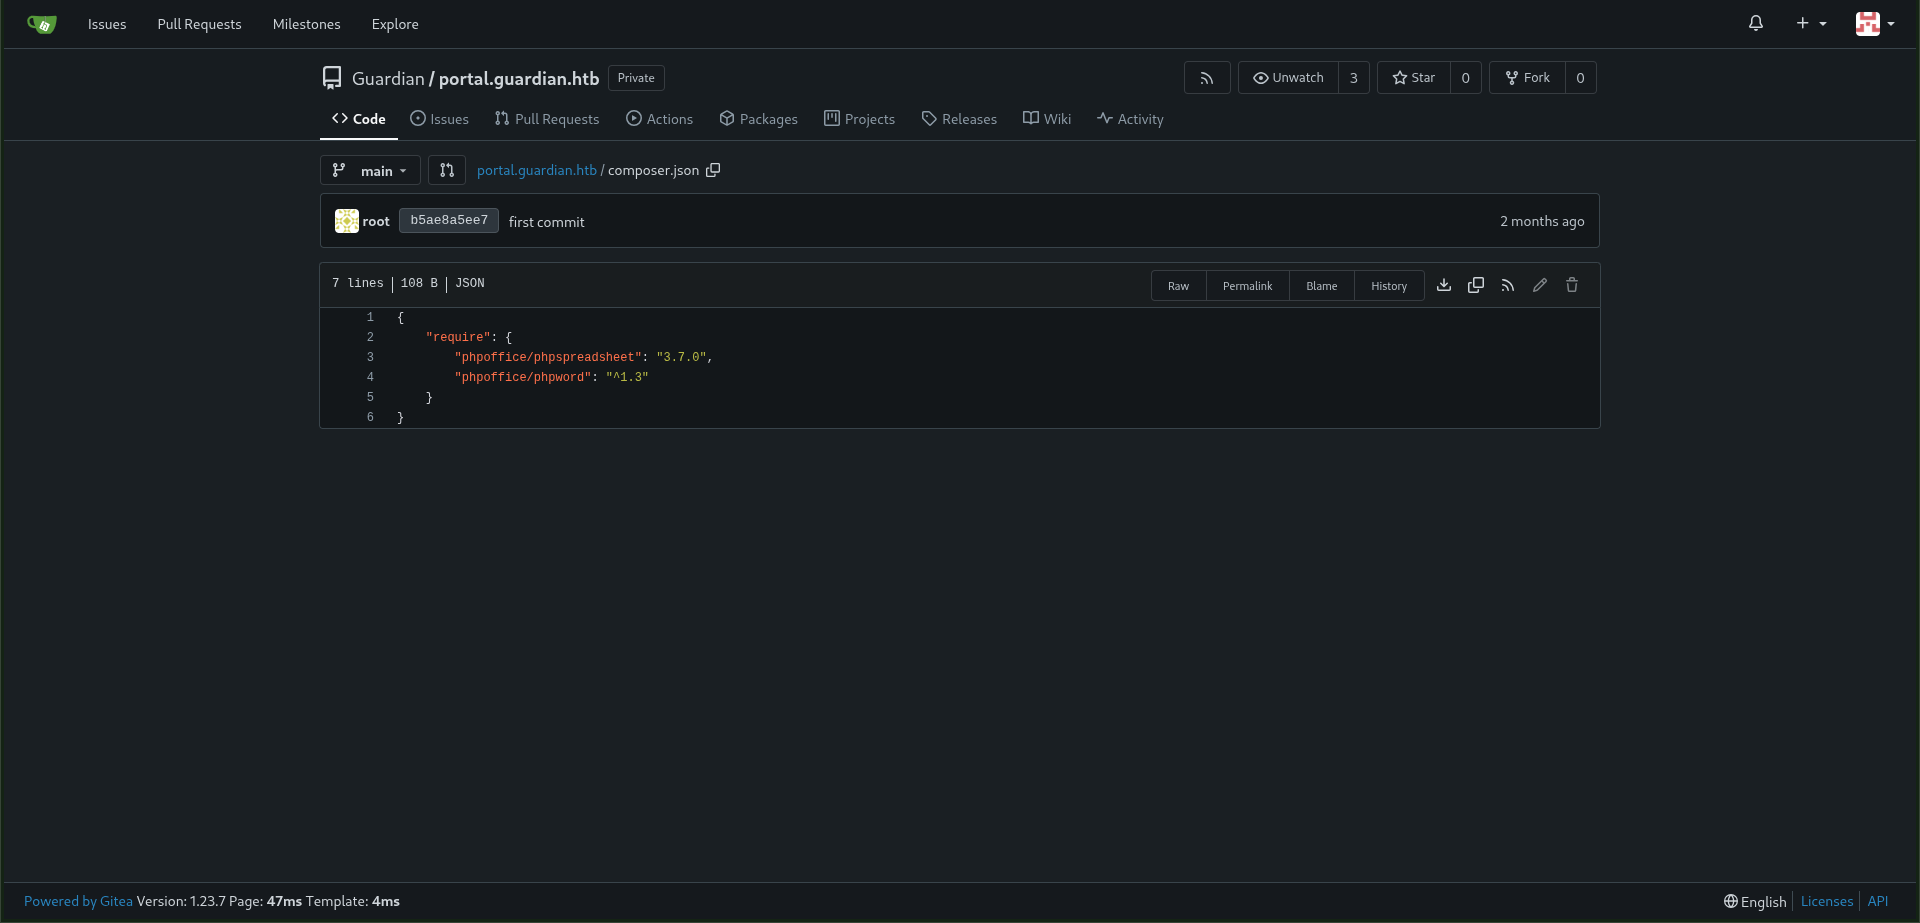 Issues Pull Requests Milestones Explore
Guardian / portal.guardian.htb Private Unwatch 3 Star 0 Fork 0
Code Issues Pull Requests Actions Packages Projects Releases Wiki Activity
main portal.guardian.htb / composer.json
root b5ae8a5ee7 first commit 2 months ago
7 lines 108 B JSON Raw Permalink Blame History
1 {
2 "require": {
3 "phpoffice/phpspreadsheet": "3.7.0",
4 "phpoffice/phpword": "^1.3"
5 }
6 }
Powered by Gitea Version: 1.23.7 Page: 47ms Template: 4ms English Licenses API